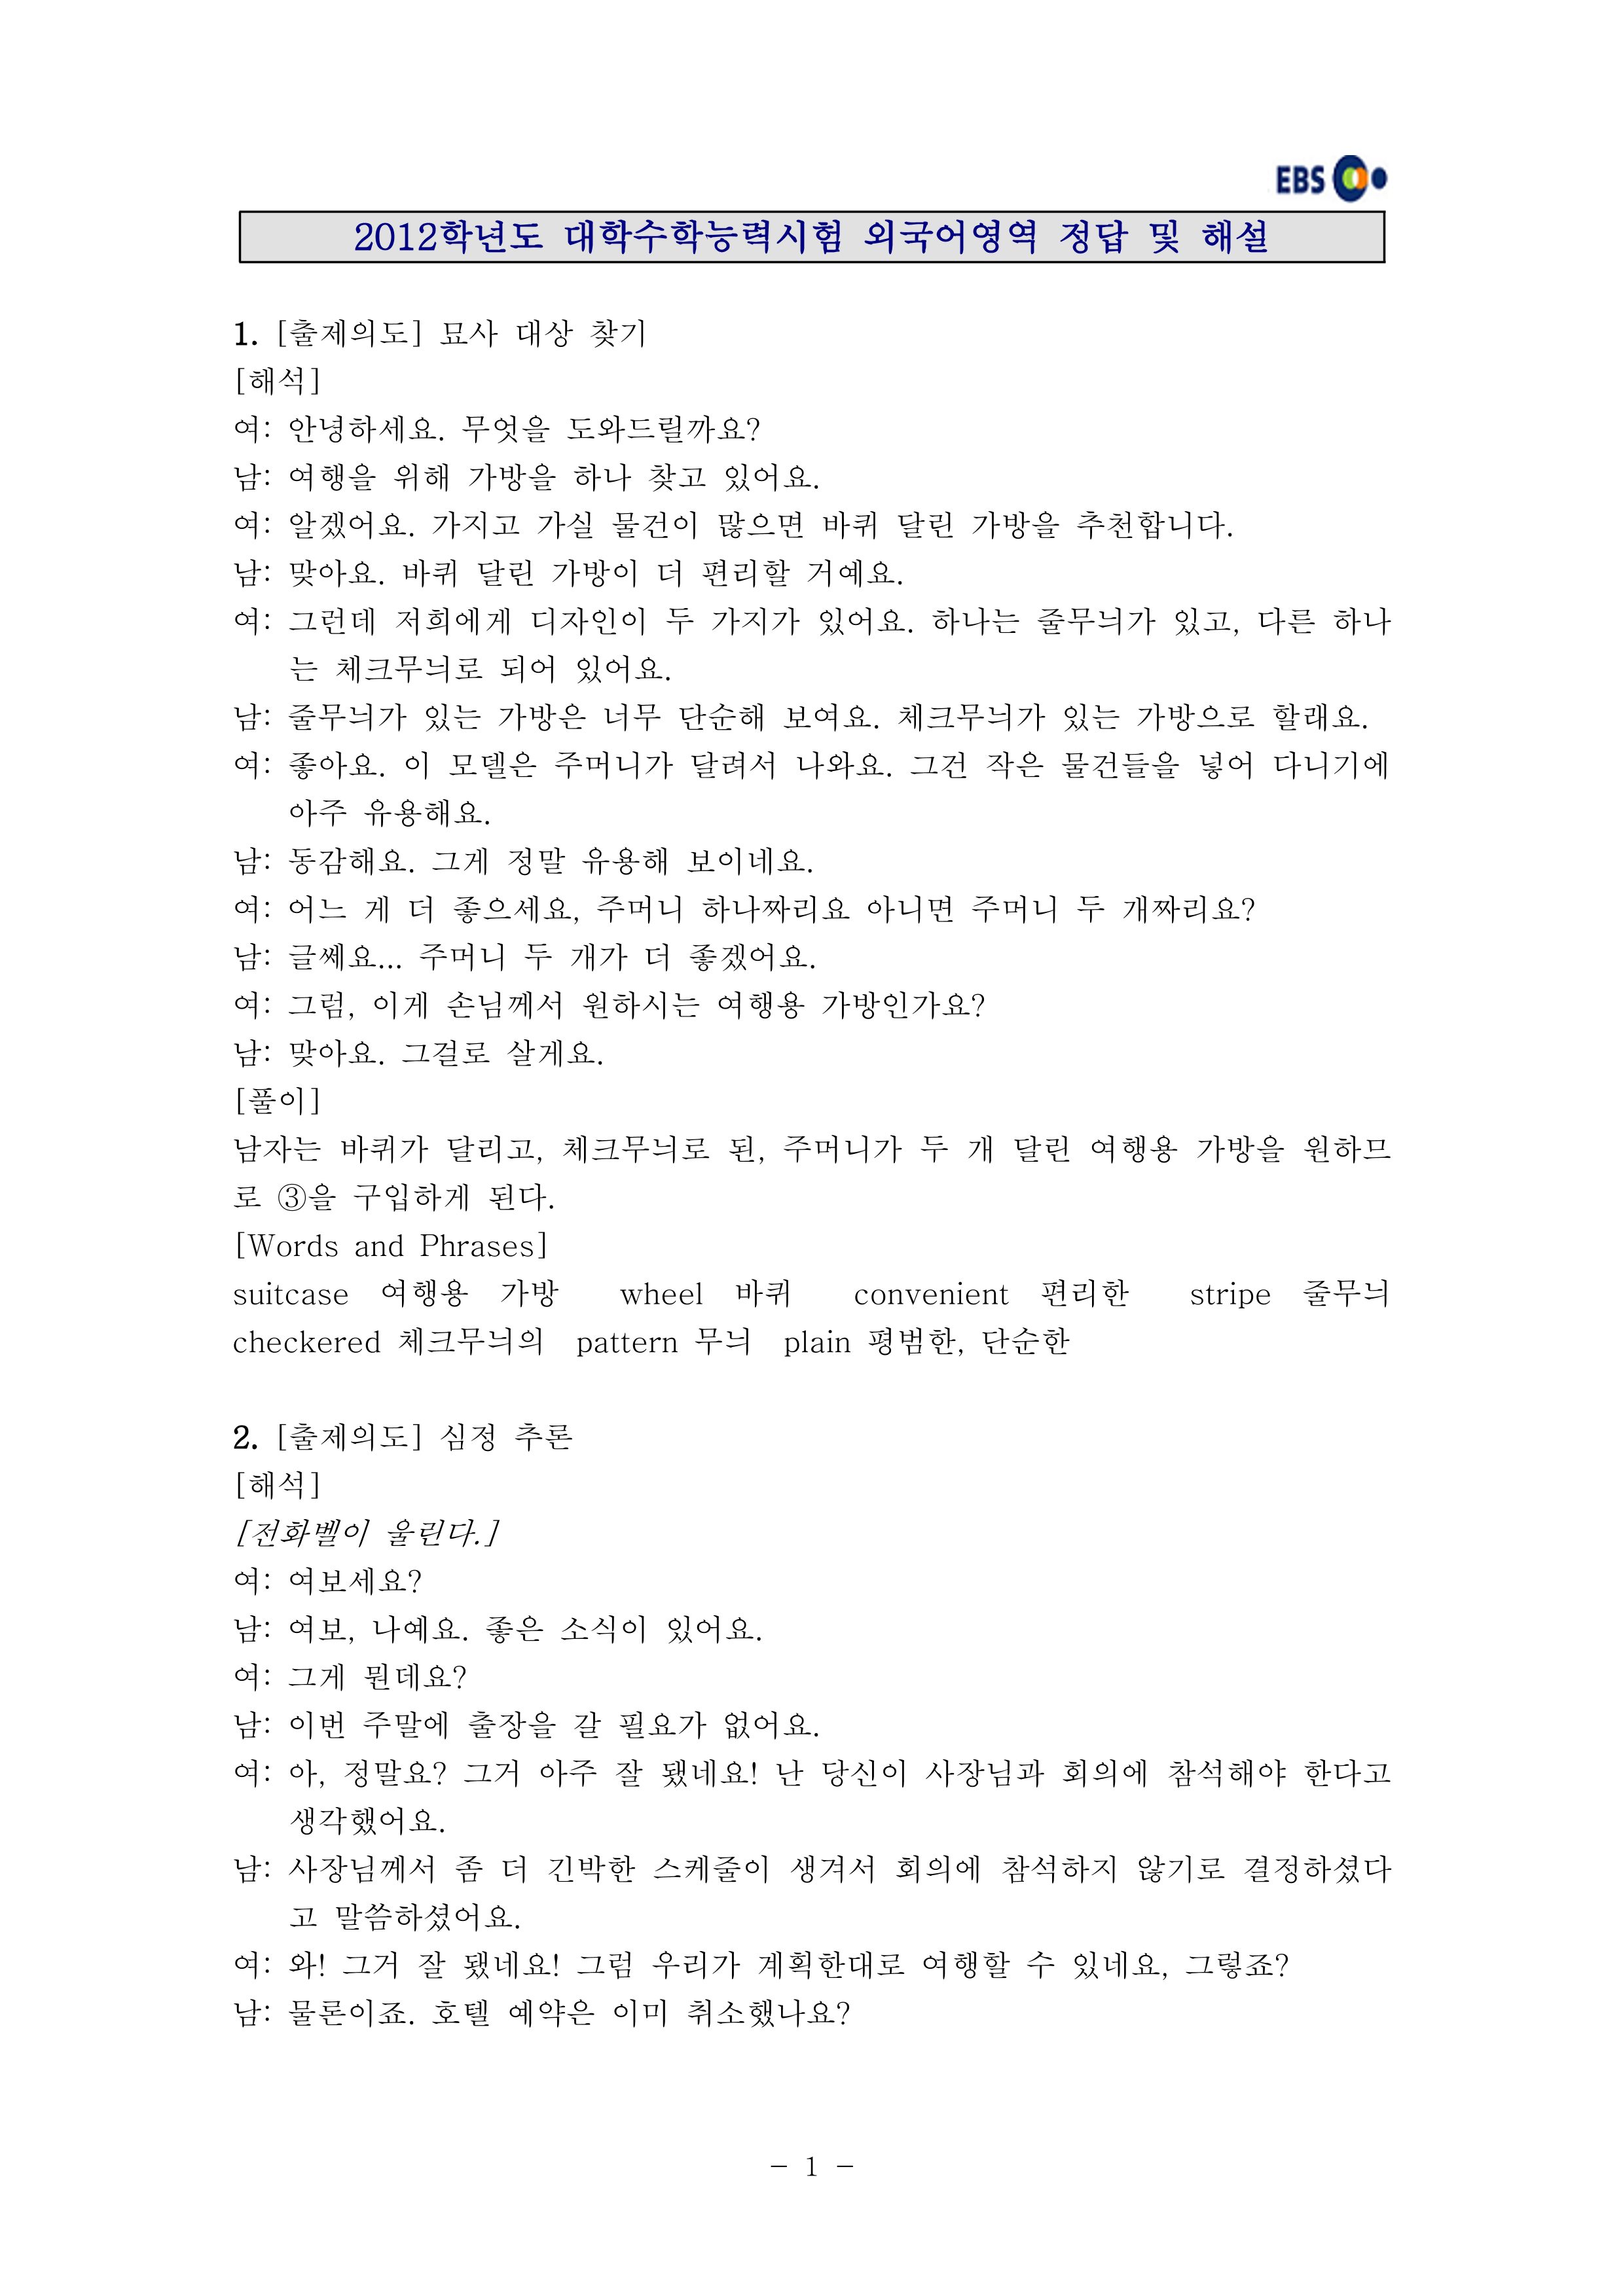 EBS
2012학년도 대학수학능력시험 외국어영역 정답 및 해설
1. [출제의도] 묘사 대상 찾기
[해석]
여: 안녕하세요. 무엇을 도와드릴까요?
남: 여행을 위해 가방을 하나 찾고 있어요.
여: 알겠어요. 가지고 가실 물건이 많으면 바퀴 달린 가방을 추천합니다.
남: 맞아요. 바퀴 달린 가방이 더 편리할 거예요.
여: 그런데 저희에게 디자인이 두 가지가 있어요. 하나는 줄무늬가 있고, 다른 하나
는 체크무늬로 되어 있어요.
남: 줄무늬가 있는 가방은 너무 단순해 보여요. 체크무늬가 있는 가방으로 할래요.
여: 좋아요. 이 모델은 주머니가 달려서 나와요. 그건 작은 물건들을 넣어 다니기에
아주 유용해요.
남: 동감해요. 그게 정말 유용해 보이네요.
여: 어느 게 더 좋으세요, 주머니 하나짜리요 아니면 주머니 두 개짜리요?
남: 글쎄요... 주머니 두 개가 더 좋겠어요.
여: 그럼, 이게 손님께서 원하시는 여행용 가방인가요?
남: 맞아요. 그걸로 살게요.
[풀이]
남자는 바퀴가 달리고, 체크무늬로 된, 주머니가 두 개 달린 여행용 가방을 원하므
로 ③을 구입하게 된다.
[Words and Phrases]
suitcase 여행용 가방 wheel 바퀴 convenient 편리한 stripe 줄무늬
checkered 체크무늬의 pattern 무늬 plain 평범한, 단순한
2. [출제의도] 심정 추론
[해석]
[전화벨이 울린다.]
여: 여보세요?
남: 여보, 나예요. 좋은 소식이 있어요.
여: 그게 뭔데요?
남: 이번 주말에 출장을 갈 필요가 없어요.
여: 아, 정말요? 그거 아주 잘 됐네요! 난 당신이 사장님과 회의에 참석해야 한다고
생각했어요.
남: 사장님께서 좀 더 긴박한 스케줄이 생겨서 회의에 참석하지 않기로 결정하셨다
고 말씀하셨어요.
여: 와! 그거 잘 됐네요! 그럼 우리가 계획한대로 여행할 수 있네요, 그렇죠?
남: 물론이죠. 호텔 예약은 이미 취소했나요?
- 1 -